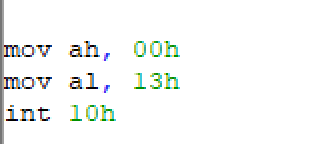 mov ah, 00h
mov al, 13h
int 10h